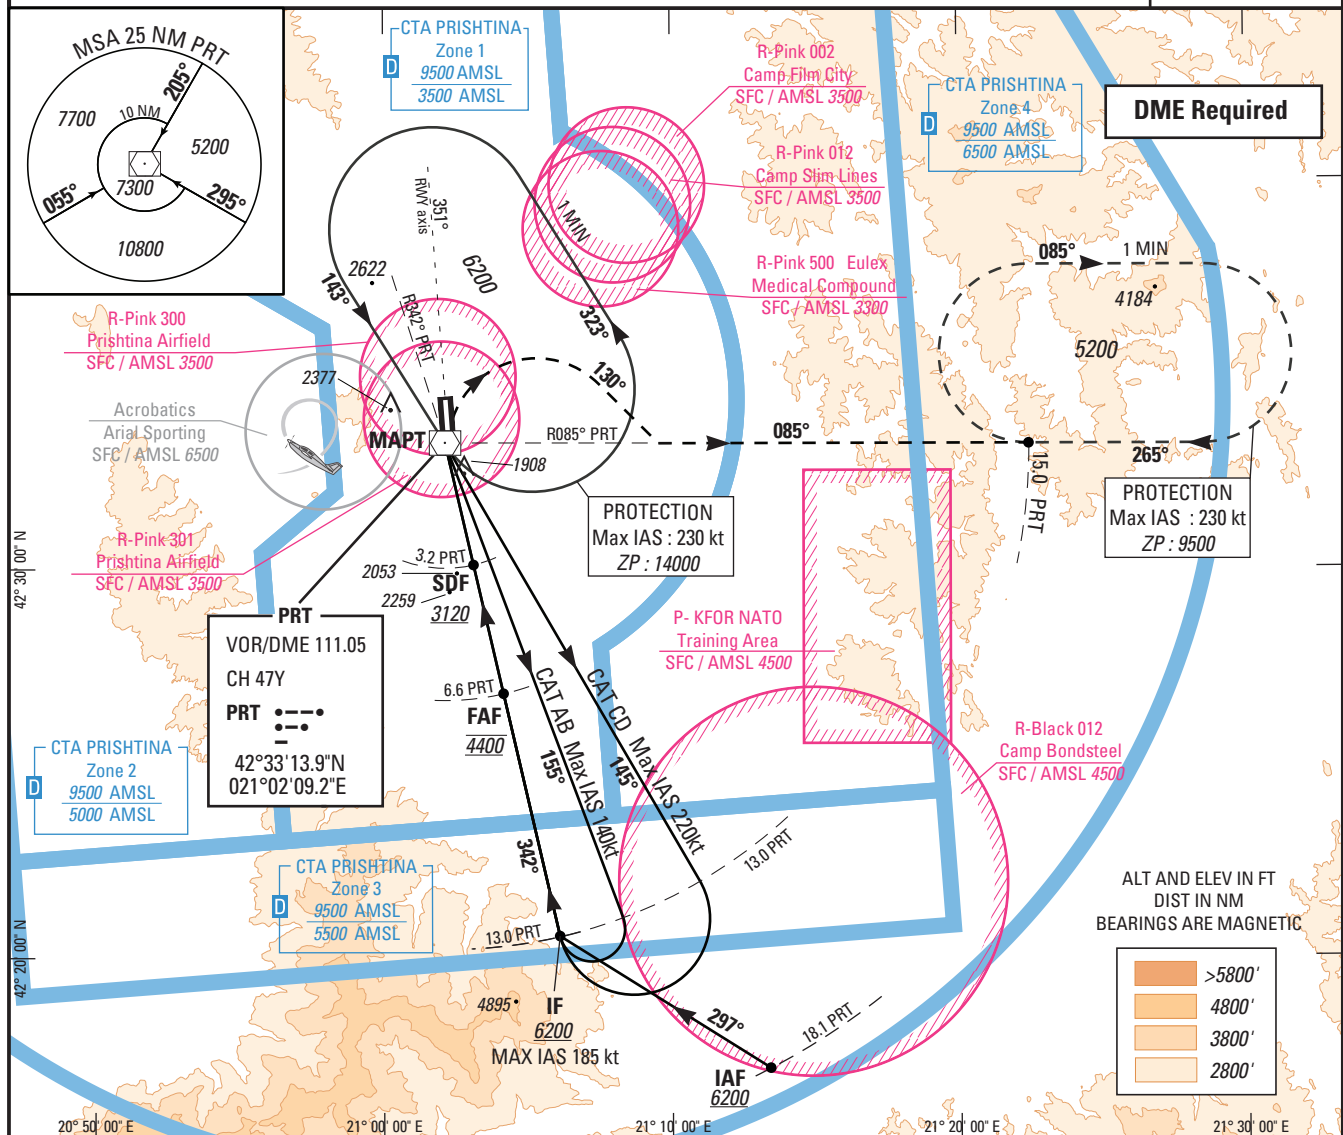 MSA 25 NM PRT
205°
10 NM
7700
5200
7300
055°
295°
10800
CTA PRISHTINA
Zone 1
D
9500 AMSL
3500 AMSL
R-Pink 002
Camp Film City
SFC / AMSL 3500
R-Pink 012
Camp Slim Lines
SFC / AMSL 3500
R-Pink 500 Eulex
Medical Compound
SFC / AMSL 3300
CTA PRISHTINA
Zone 4
D
9500 AMSL
6500 AMSL
DME Required
351°
RWY axis
1 MIN
6200
2622
143°
R342° PRT
323°
085°
1 MIN
4184
5200
R-Pink 300
Prishtina Airfield
SFC / AMSL 3500
2377
130°
Acrobatics
Arial Sporting
SFC / AMSL 6500
MAPT
R085° PRT
085°
265°
1908
15.0 PRT
PROTECTION
Max IAS : 230 kt
ZP : 14000
PROTECTION
Max IAS : 230 kt
ZP : 9500
R-Pink 301
Prishtina Airfield
SFC / AMSL 3500
42° 30' 00" N
3.2 PRT
2053
SDF
2259
3120
PRT
VOR/DME 111.05
CH 47Y
PRT
42°33'13.9"N
021°02'09.2"E
P- KFOR NATO
Training Area
SFC / AMSL 4500
6.6 PRT
FAF
4400
CAT AB Max IAS 140kt
155°
CAT CD Max IAS 220kt
145°
R-Black 012
Camp Bondsteel
SFC / AMSL 4500
CTA PRISHTINA
Zone 2
D
9500 AMSL
5000 AMSL
342°
13.0 PRT
CTA PRISHTINA
Zone 3
D
9500 AMSL
5500 AMSL
13.0 PRT
42° 20' 00" N
4895
IF
6200
MAX IAS 185 kt
297°
18.1 PRT
IAF
6200
ALT AND ELEV IN FT
DIST IN NM
BEARINGS ARE MAGNETIC
>5800'
4800'
3800'
2800'
20° 50' 00" E
21° 00' 00" E
21° 10' 00" E
21° 20' 00" E
21° 30' 00" E